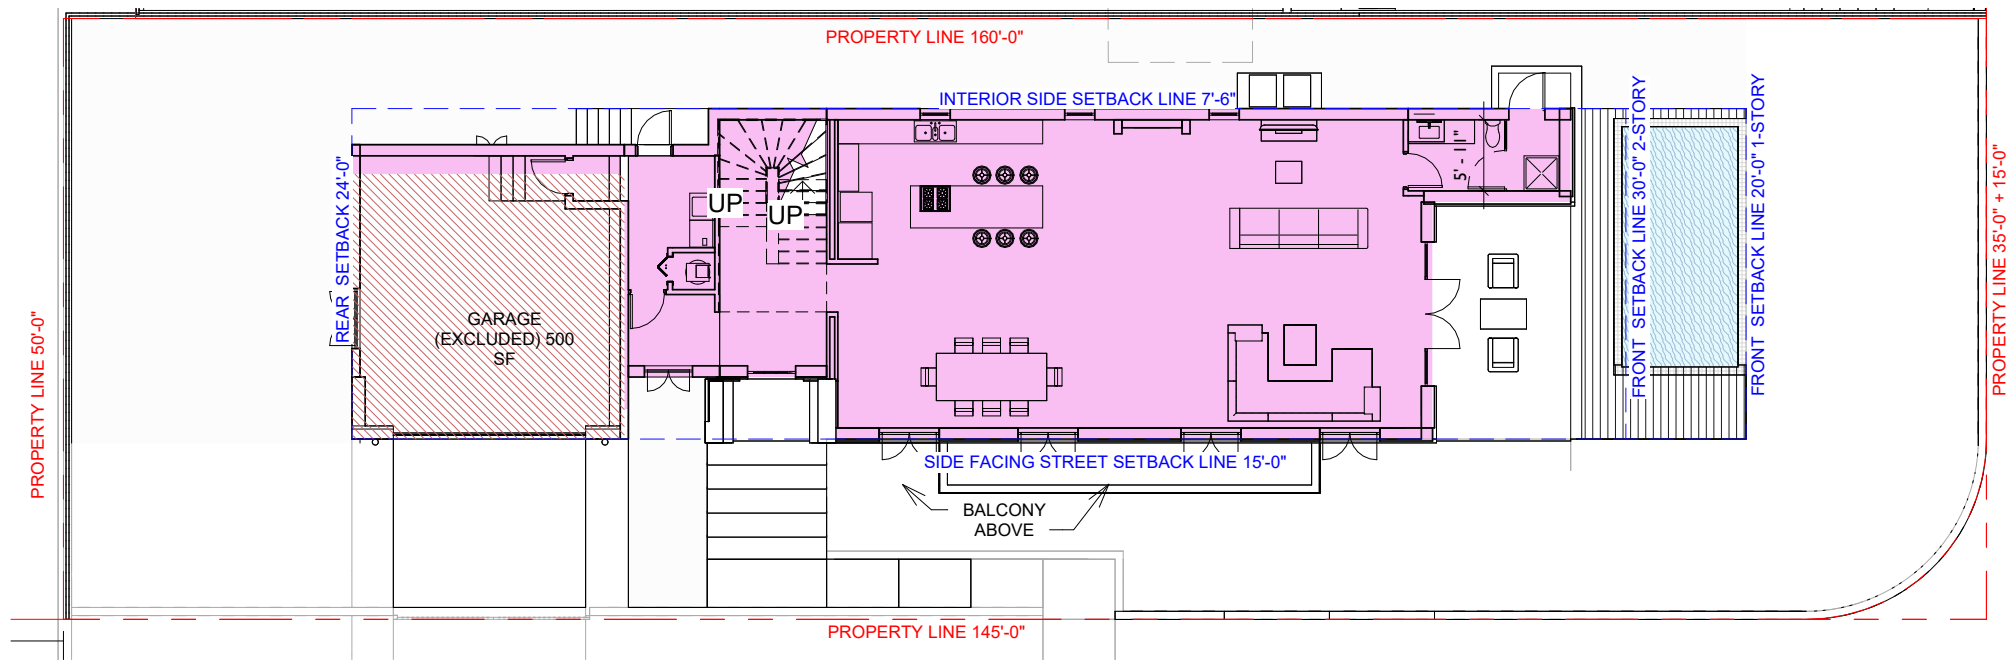 PROPERTY LINE 160'-0"
INTERIOR SIDE SETBACK LINE 7'-6"
FRONT SETBACK LINE 30'-0" 2-STORY
FRONT SETBACK LINE 20'-0" 1-STORY
PROPERTY LINE 35'-0" + 15'-0"
REAR SETBACK 24'-0"
PROPERTY LINE 50'-0"
5' - 11"
UP
UP
GARAGE
(EXCLUDED) 500
SF
SIDE FACING STREET SETBACK LINE 15'-0"
BALCONY
ABOVE
PROPERTY LINE 145'-0"